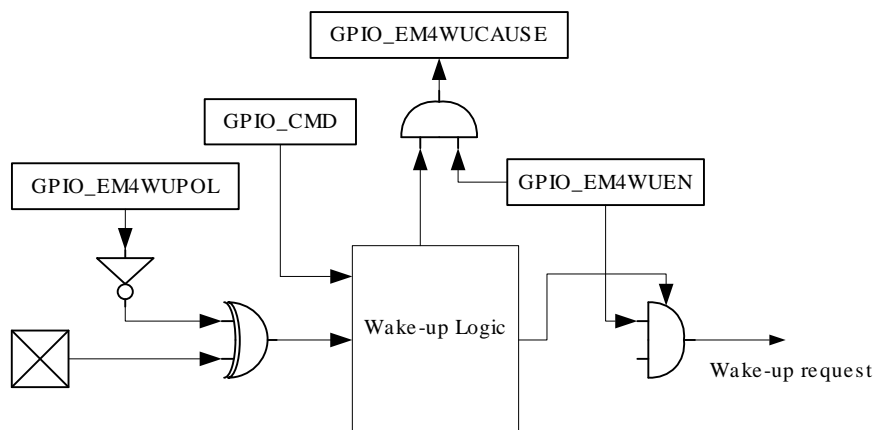 GPIO_EM4WUCAUSE
GPIO_CMD
GPIO_EM4WUPOL
GPIO_EM4WUEN
Wake-up Logic
Wake-up request